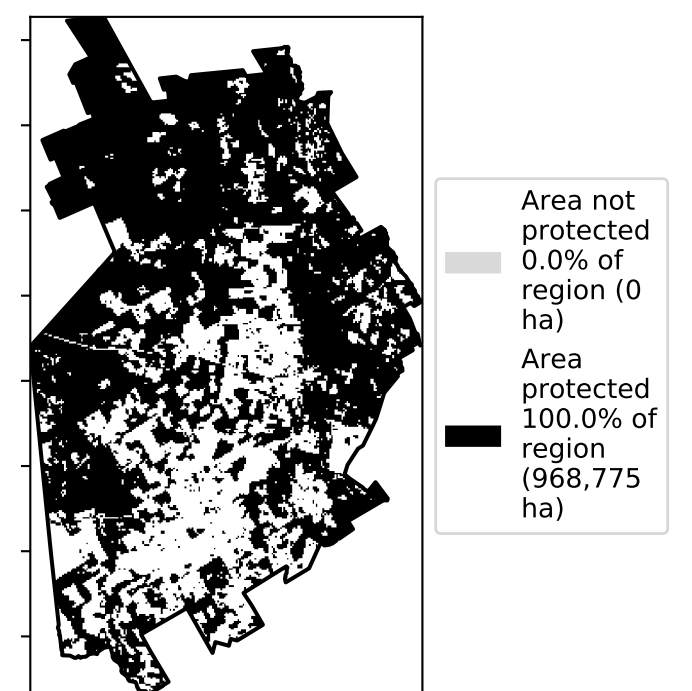 Area not
protected
0.0% of
region (0
ha)
Area
protected
100.0% of
region
(968,775
ha)